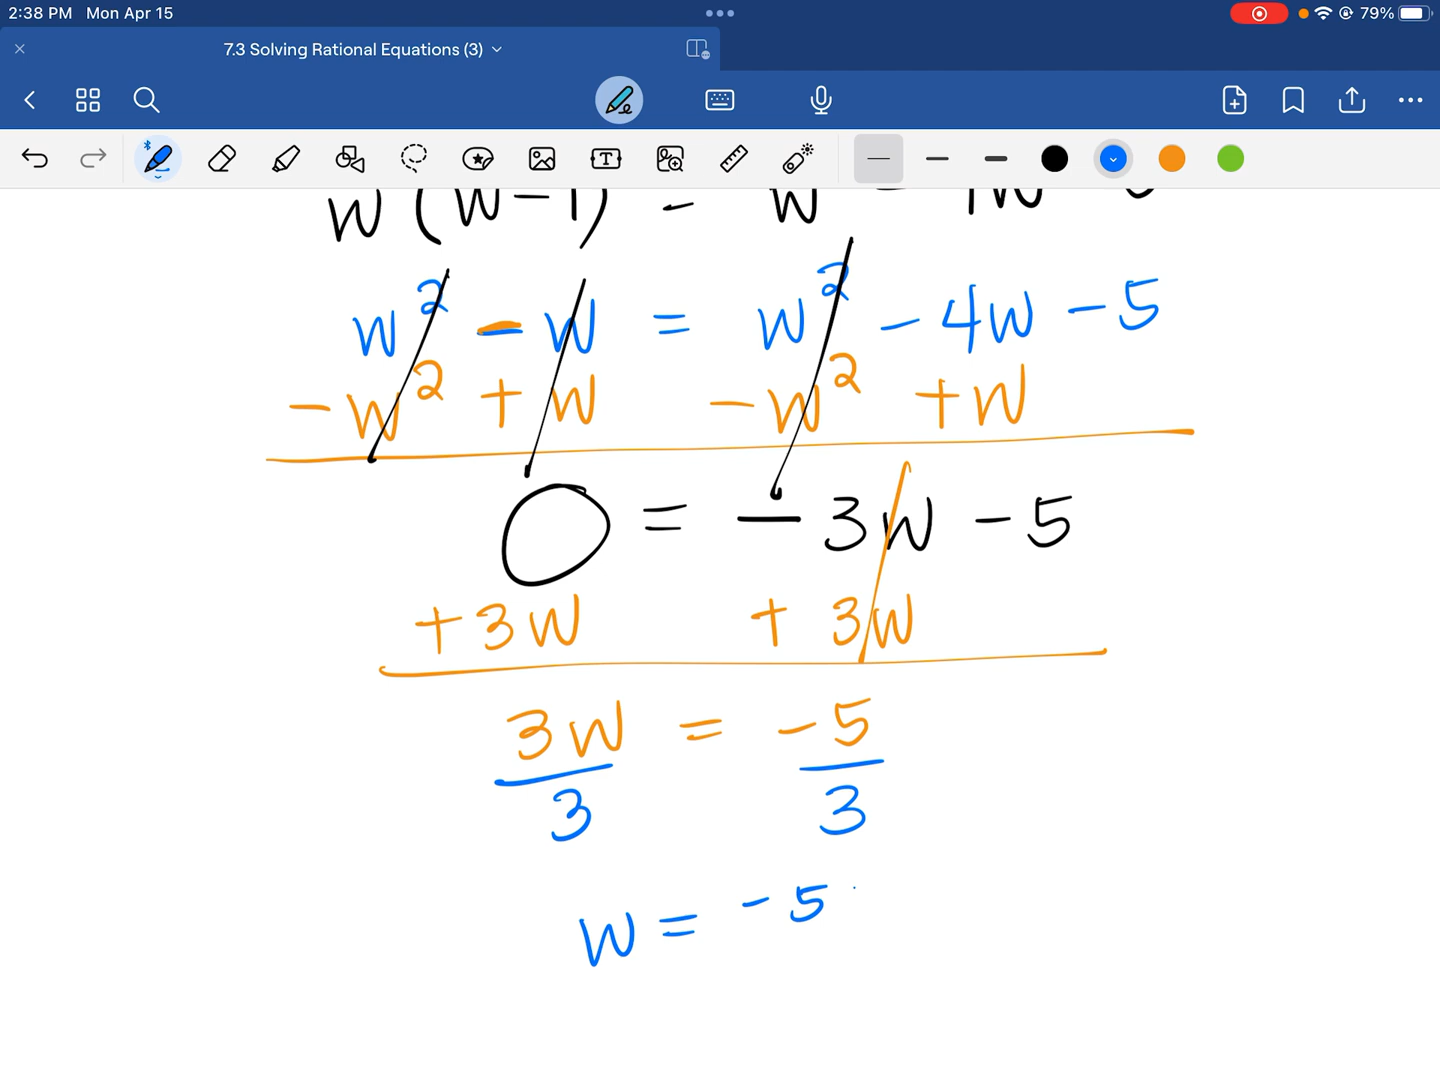 2:38 PM Mon Apr 15
79%
7.3 Solving Rational Equations (3)
w(w-1) = w
w² - w = w² - 4w - 5
-w² + w - w² + w
0 = - 3w - 5
+3w + 3w
3w = -5
3 3
w = -5